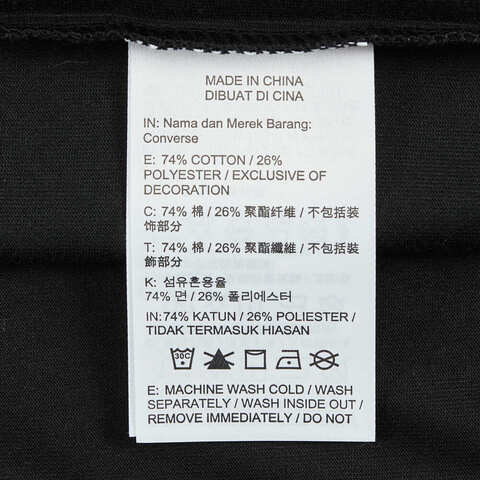 MADE IN CHINA
DIBUAT DI CINA
IN: Nama dan Merek Barang:
Converse
E: 74% COTTON / 26%
POLYESTER / EXCLUSIVE OF
DECORATION
C: 74% 棉 / 26% 聚酯纤维 / 不包括装
饰部分
T: 74% 棉 / 26% 聚酯纖維 / 不包括裝
飾部分
K: 섬유혼용율
74% 면 / 26% 폴리에스터
IN: 74% KATUN / 26% POLIESTER /
TIDAK TERMASUK HIASAN
30C
E: MACHINE WASH COLD / WASH
SEPARATELY / WASH INSIDE OUT /
REMOVE IMMEDIATELY / DO NOT